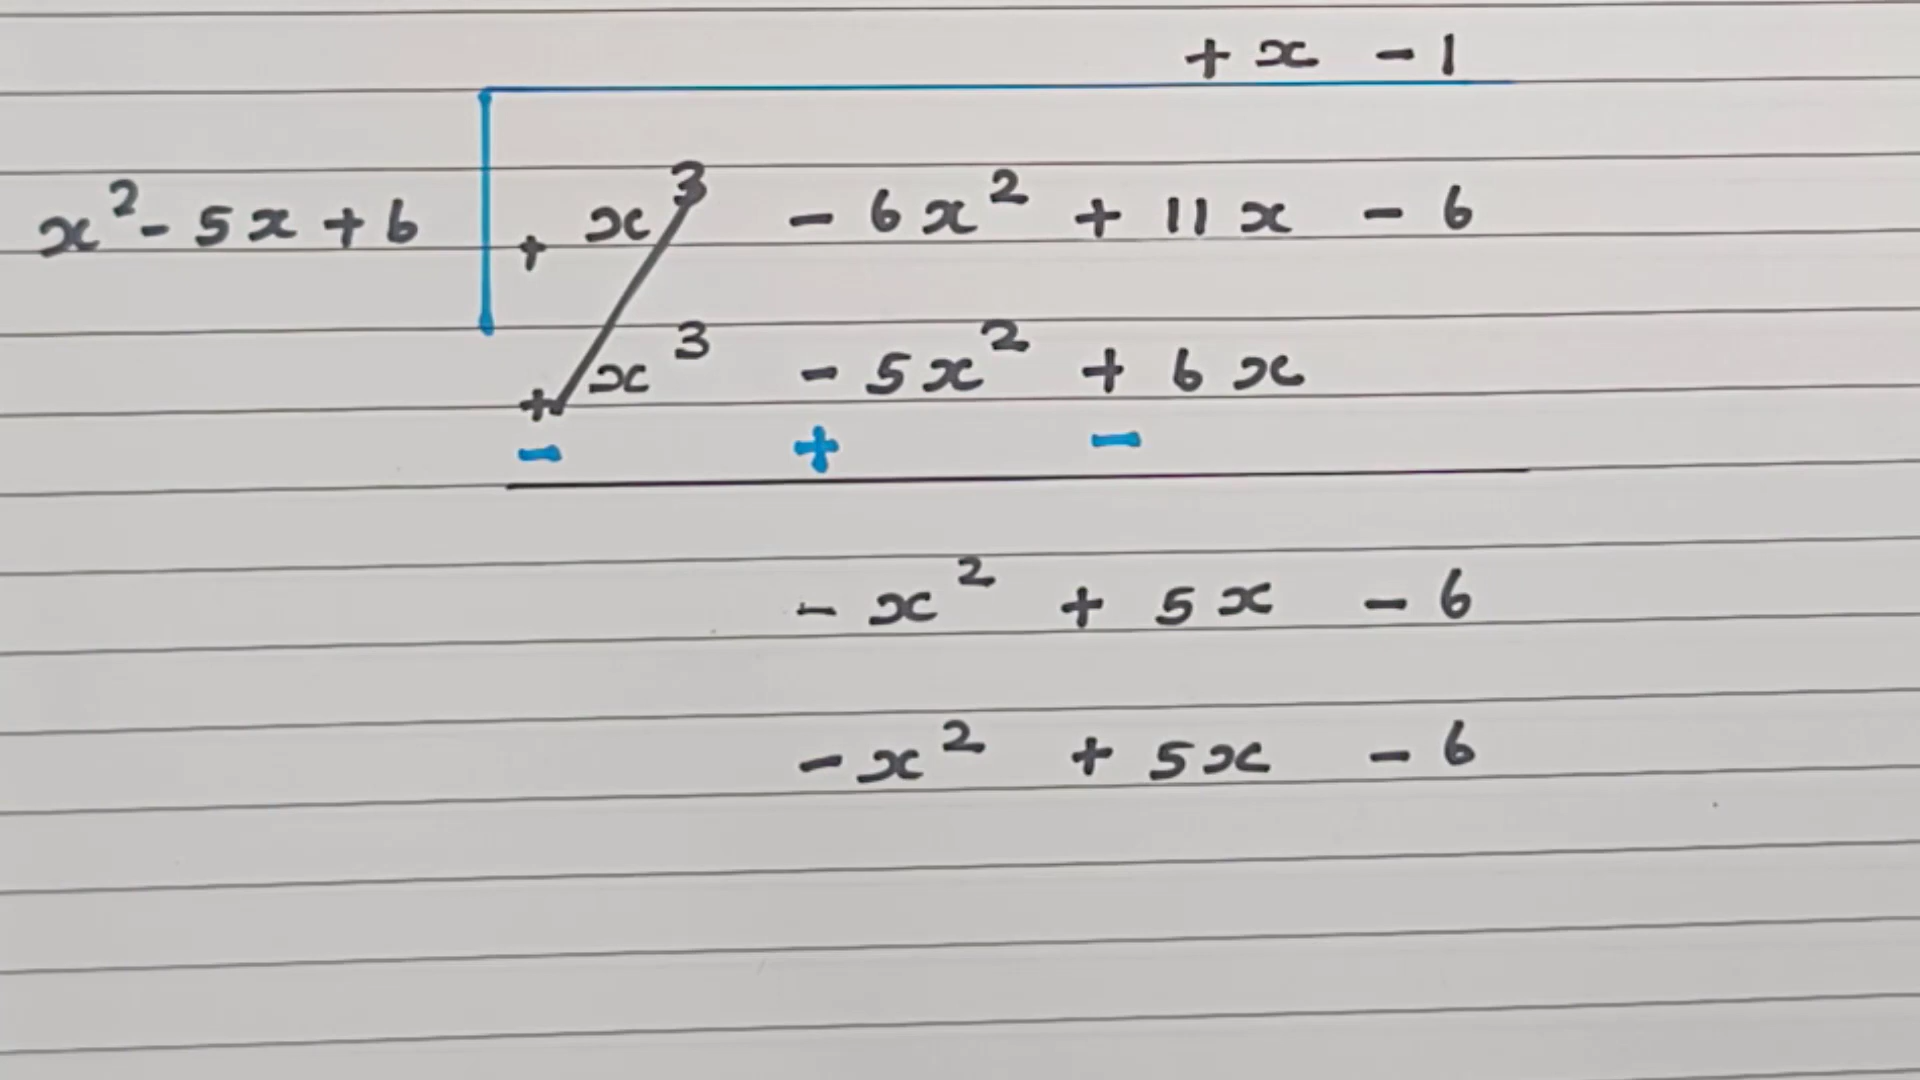 + x - 1
x² - 5x + 6 + x³ - 6x² + 11x - 6
+ x³ - 5x² + 6x
- + -
- x² + 5x - 6
- x² + 5x - 6